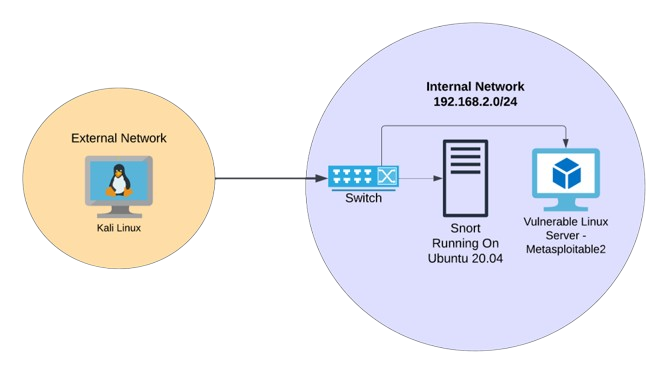 External Network
Kali Linux
Internal Network
192.168.2.0/24
Switch
Snort
Running On
Ubuntu 20.04
Vulnerable Linux
Server -
Metasploitable2